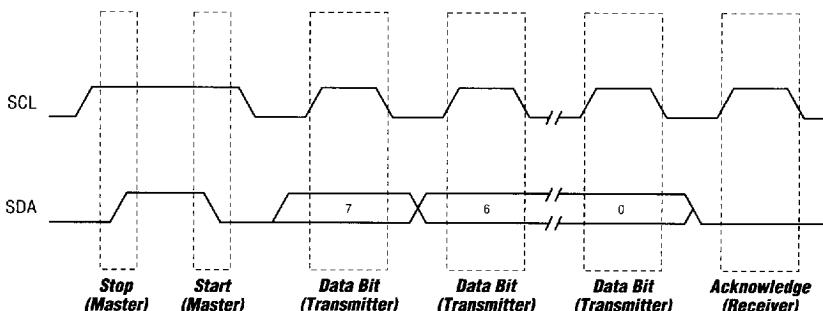 SCL
SDA
7
6
0
Stop
(Master)
Start
(Master)
Data Bit
(Transmitter)
Data Bit
(Transmitter)
Data Bit
(Transmitter)
Acknowledge
(Receiver)